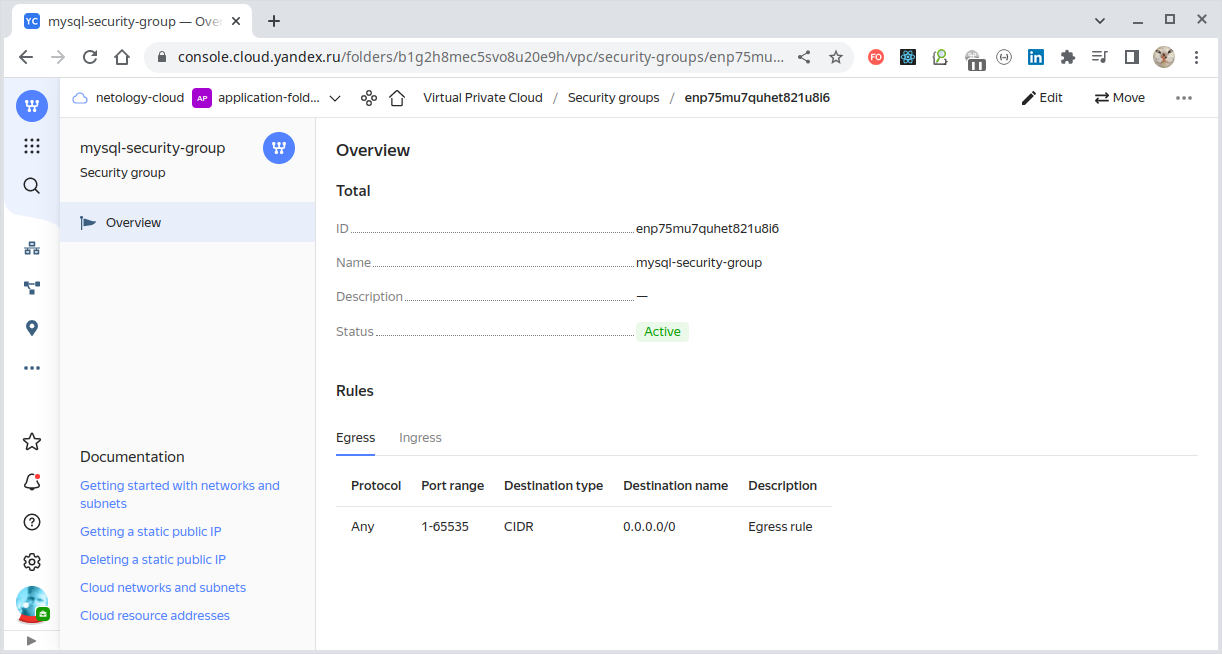 YC mysql-security-group — Ove
console.cloud.yandex.ru/folders/b1g2h8mec5svo8u20e9h/vpc/security-groups/enp75mu...
FO
netology-cloud AP application-fold... Virtual Private Cloud / Security groups / enp75mu7quhet821u8i6 Edit Move
mysql-security-group
Security group
Overview
Documentation
Getting started with networks and
subnets
Getting a static public IP
Deleting a static public IP
Cloud networks and subnets
Cloud resource addresses
Overview
Total
ID enp75mu7quhet821u8i6
Name mysql-security-group
Description —
Status Active
Rules
Egress Ingress
Protocol Port range Destination type Destination name Description
Any 1-65535 CIDR 0.0.0.0/0 Egress rule